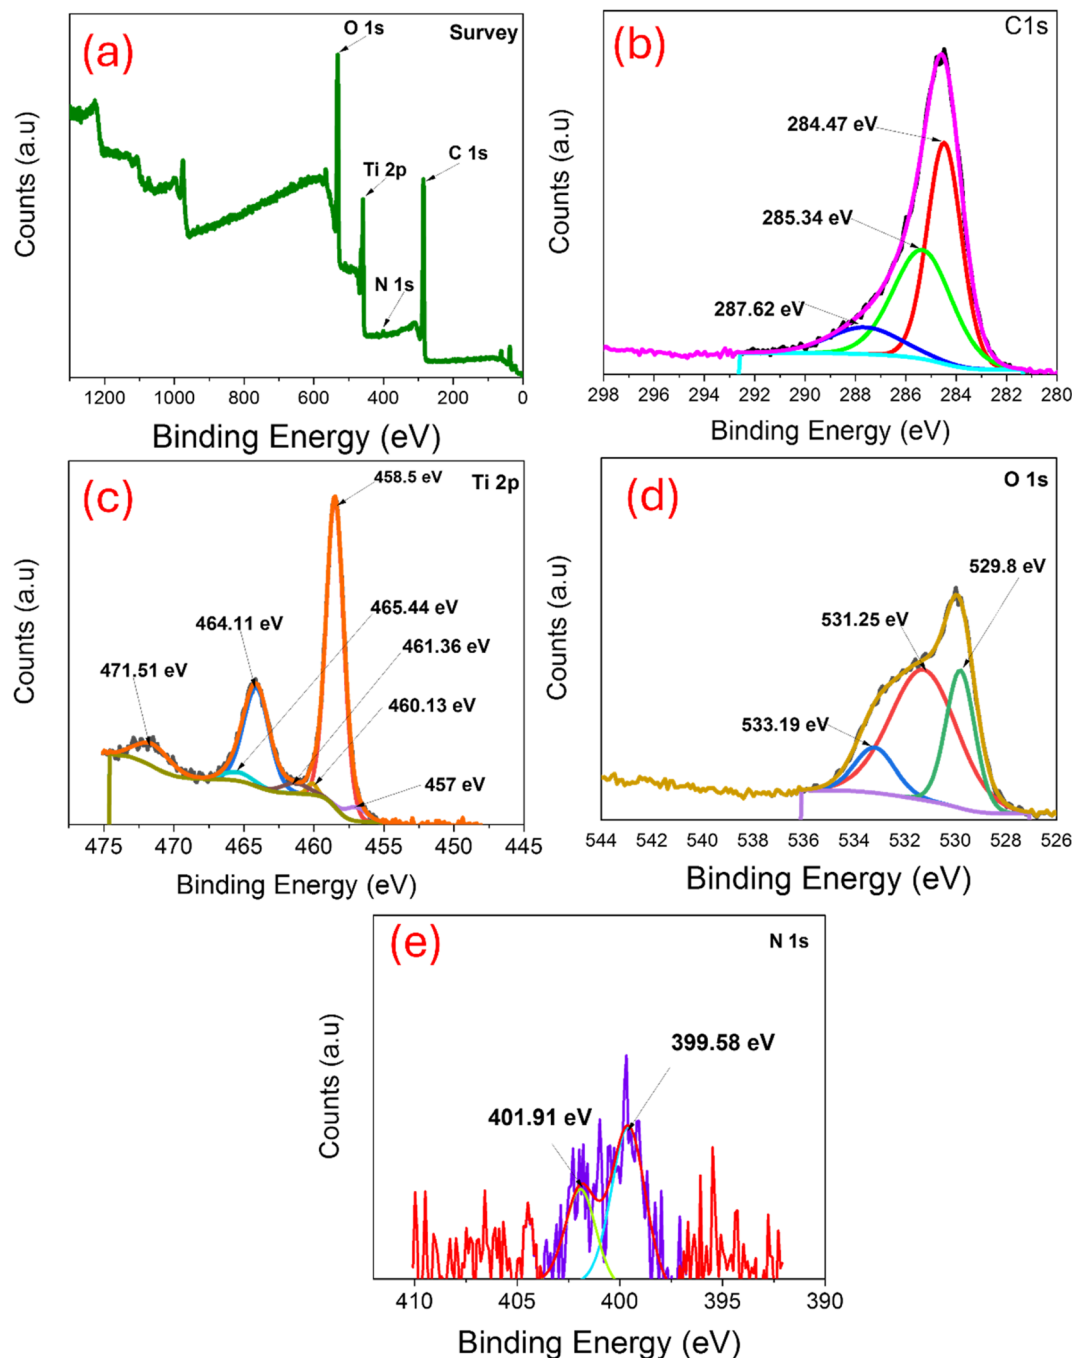 (a)
Survey
O 1s
Ti 2p
C 1s
N 1s
Counts (a.u)
1200 1000 800 600 400 200 0
Binding Energy (eV)
(b)
C1s
284.47 eV
285.34 eV
287.62 eV
Counts (a.u)
298 296 294 292 290 288 286 284 282 280
Binding Energy (eV)
(c)
Ti 2p
458.5 eV
465.44 eV
464.11 eV
461.36 eV
471.51 eV
460.13 eV
457 eV
Counts (a.u)
475 470 465 460 455 450 445
Binding Energy (eV)
(d)
O 1s
529.8 eV
531.25 eV
533.19 eV
Counts (a.u)
544 542 540 538 536 534 532 530 528 526
Binding Energy (eV)
(e)
N 1s
399.58 eV
401.91 eV
Counts (a.u)
410 405 400 395 390
Binding Energy (eV)